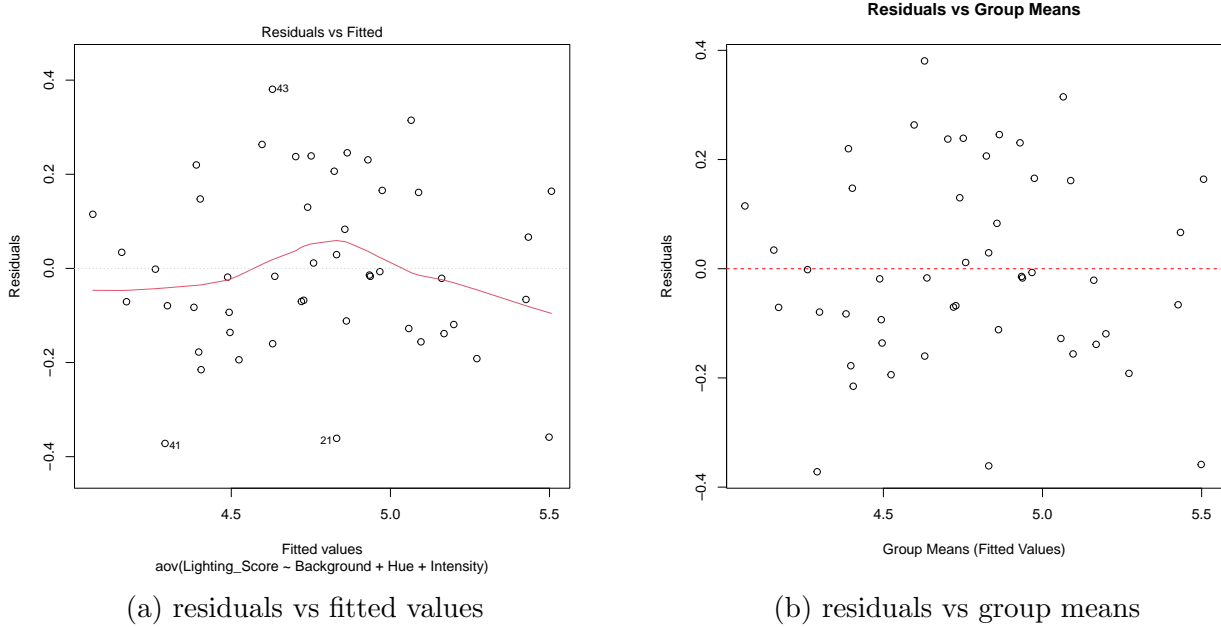 Residuals vs Fitted
Residuals
0.4
0.2
0.0
−0.2
−0.4
43
41
21
4.5 5.0 5.5
Fitted values
aov(Lighting_Score ~ Background + Hue + Intensity)
(a) residuals vs fitted values
Residuals vs Group Means
Residuals
0.4
0.2
0.0
−0.2
−0.4
4.5 5.0 5.5
Group Means (Fitted Values)
(b) residuals vs group means